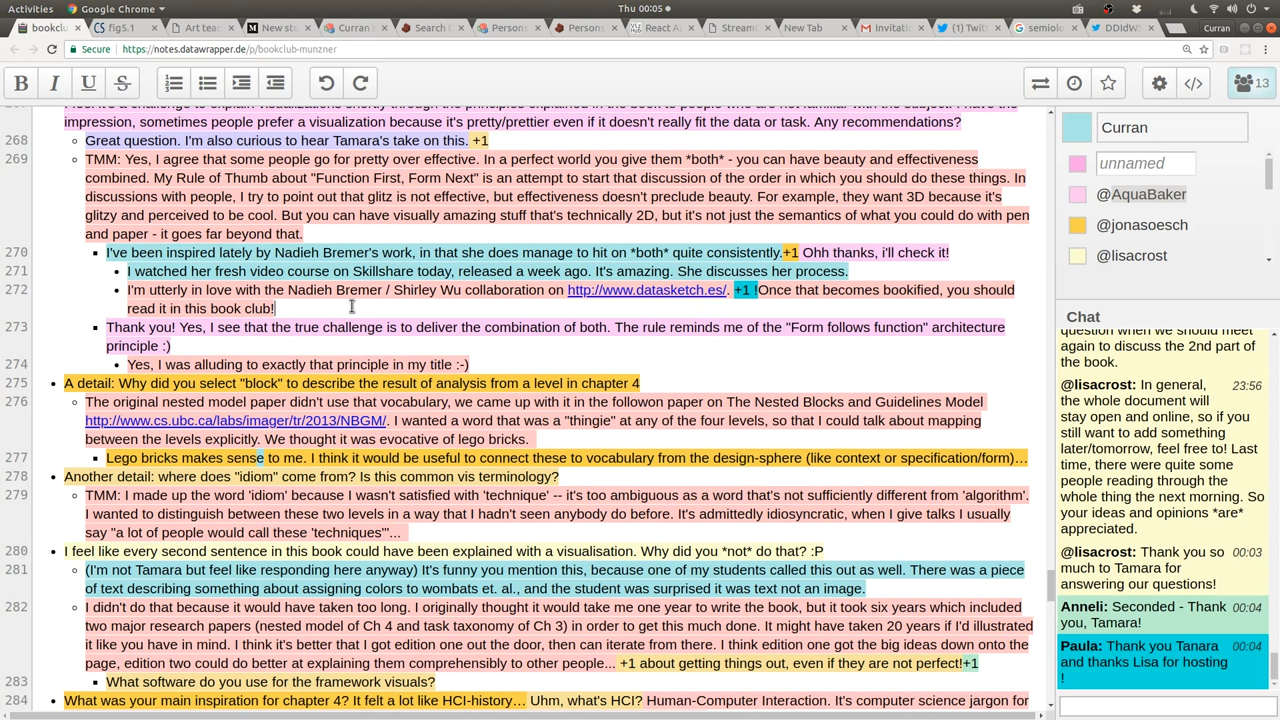 Activities Google Chrome Thu 00:05
bookclu fig5.1 Art teac New sto Curran Search Persons Persons React A Stream New Tab Invitatio (1) Twit semiolo DDIdW Curran
Secure https://notes.datawrapper.de/p/bookclub-munzner
B I U S 13
impression, sometimes people prefer a visualization because it's pretty/prettier even if it doesn't really fit the data or task. Any recommendations?
268 Great question. I'm also curious to hear Tamara's take on this. +1
269 TMM: Yes, I agree that some people go for pretty over effective. In a perfect world you give them *both* - you can have beauty and effectiveness
combined. My Rule of Thumb about "Function First, Form Next" is an attempt to start that discussion of the order in which you should do these things. In
discussions with people, I try to point out that glitz is not effective, but effectiveness doesn't preclude beauty. For example, they want 3D because it's
glitzy and perceived to be cool. But you can have visually amazing stuff that's technically 2D, but it's not just the semantics of what you could do with pen
and paper - it goes far beyond that.
270 I've been inspired lately by Nadieh Bremer's work, in that she does manage to hit on *both* quite consistently.+1 Ohh thanks, i'll check it!
271 I watched her fresh video course on Skillshare today, released a week ago. It's amazing. She discusses her process.
272 I'm utterly in love with the Nadieh Bremer / Shirley Wu collaboration on http://www.datasketch.es/. +1 !Once that becomes bookified, you should
read it in this book club!
273 Thank you! Yes, I see that the true challenge is to deliver the combination of both. The rule reminds me of the "Form follows function" architecture
principle :)
274 Yes, I was alluding to exactly that principle in my title :-)
275 A detail: Why did you select "block" to describe the result of analysis from a level in chapter 4
276 The original nested model paper didn't use that vocabulary, we came up with it in the followon paper on The Nested Blocks and Guidelines Model
http://www.cs.ubc.ca/labs/imager/tr/2013/NBGM/. I wanted a word that was a "thingie" at any of the four levels, so that I could talk about mapping
between the levels explicitly. We thought it was evocative of lego bricks.
277 Lego bricks makes sense to me. I think it would be useful to connect these to vocabulary from the design-sphere (like context or specification/form)...
278 Another detail: where does "idiom" come from? Is this common vis terminology?
279 TMM: I made up the word 'idiom' because I wasn't satisfied with 'technique' -- it's too ambiguous as a word that's not sufficiently different from 'algorithm'.
I wanted to distinguish between these two levels in a way that I hadn't seen anybody do before. It's admittedly idiosyncratic, when I give talks I usually
say "a lot of people would call these 'techniques'"...
280 I feel like every second sentence in this book could have been explained with a visualisation. Why did you *not* do that? :P
281 (I'm not Tamara but feel like responding here anyway) It's funny you mention this, because one of my students called this out as well. There was a piece
of text describing something about assigning colors to wombats et. al., and the student was surprised it was text not an image.
282 I didn't do that because it would have taken too long. I originally thought it would take me one year to write the book, but it took six years which included
two major research papers (nested model of Ch 4 and task taxonomy of Ch 3) in order to get this much done. It might have taken 20 years if I'd illustrated
it like you have in mind. I think it's better that I got edition one out the door, then can iterate from there. I think edition one got the big ideas down onto the
page, edition two could do better at explaining them comprehensibly to other people... +1 about getting things out, even if they are not perfect!+1
283 What software do you use for the framework visuals?
284 What was your main inspiration for chapter 4? It felt a lot like HCI-history... Uhm, what's HCI? Human-Computer Interaction. It's computer science jargon for
Curran
unnamed
@AquaBaker
@jonasoesch
@lisacrost
Chat
question when we should meet
again to discuss the 2nd part of
the book.
@lisacrost: In general, 23:56
the whole document will
stay open and online, so if you
still want to add something
later/tomorrow, feel free to! Last
time, there were quite some
people reading through the
whole thing the next morning. So
your ideas and opinions *are*
appreciated.
@lisacrost: Thank you so 00:03
much to Tamara for
answering our questions!
Anneli: Seconded - Thank 00:04
you, Tamara!
Paula: Thank you Tanara 00:04
and thanks Lisa for hosting
!